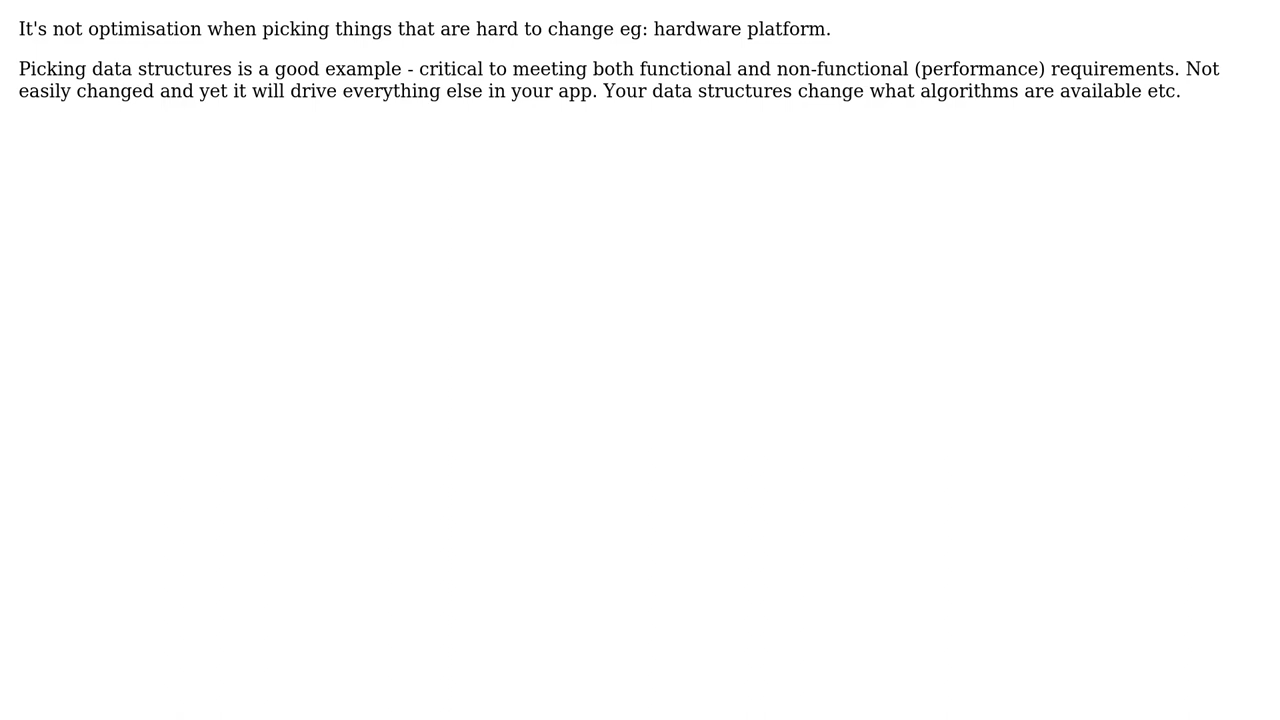 It's not optimisation when picking things that are hard to change eg: hardware platform.
Picking data structures is a good example - critical to meeting both functional and non-functional (performance) requirements. Not
easily changed and yet it will drive everything else in your app. Your data structures change what algorithms are available etc.